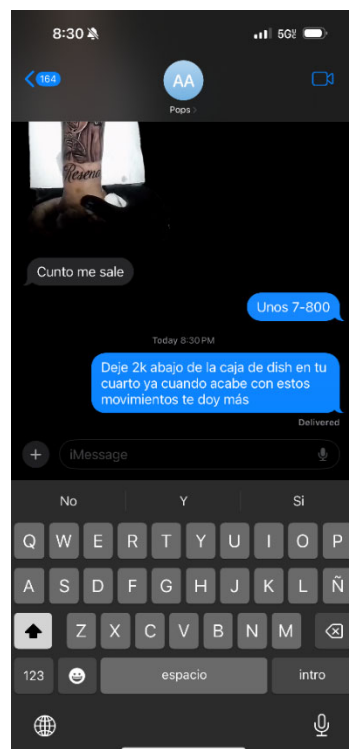 8:30
5G
164
AA
Pops
Cunto me sale
Unos 7-800
Today 8:30 PM
Deje 2k abajo de la caja de dish en tu
cuarto ya cuando acabe con estos
movimientos te doy más
Delivered
iMessage
No Y Si
Q W E R T Y U I O P
A S D F G H J K L Ñ
Z X C V B N M
123 espacio intro